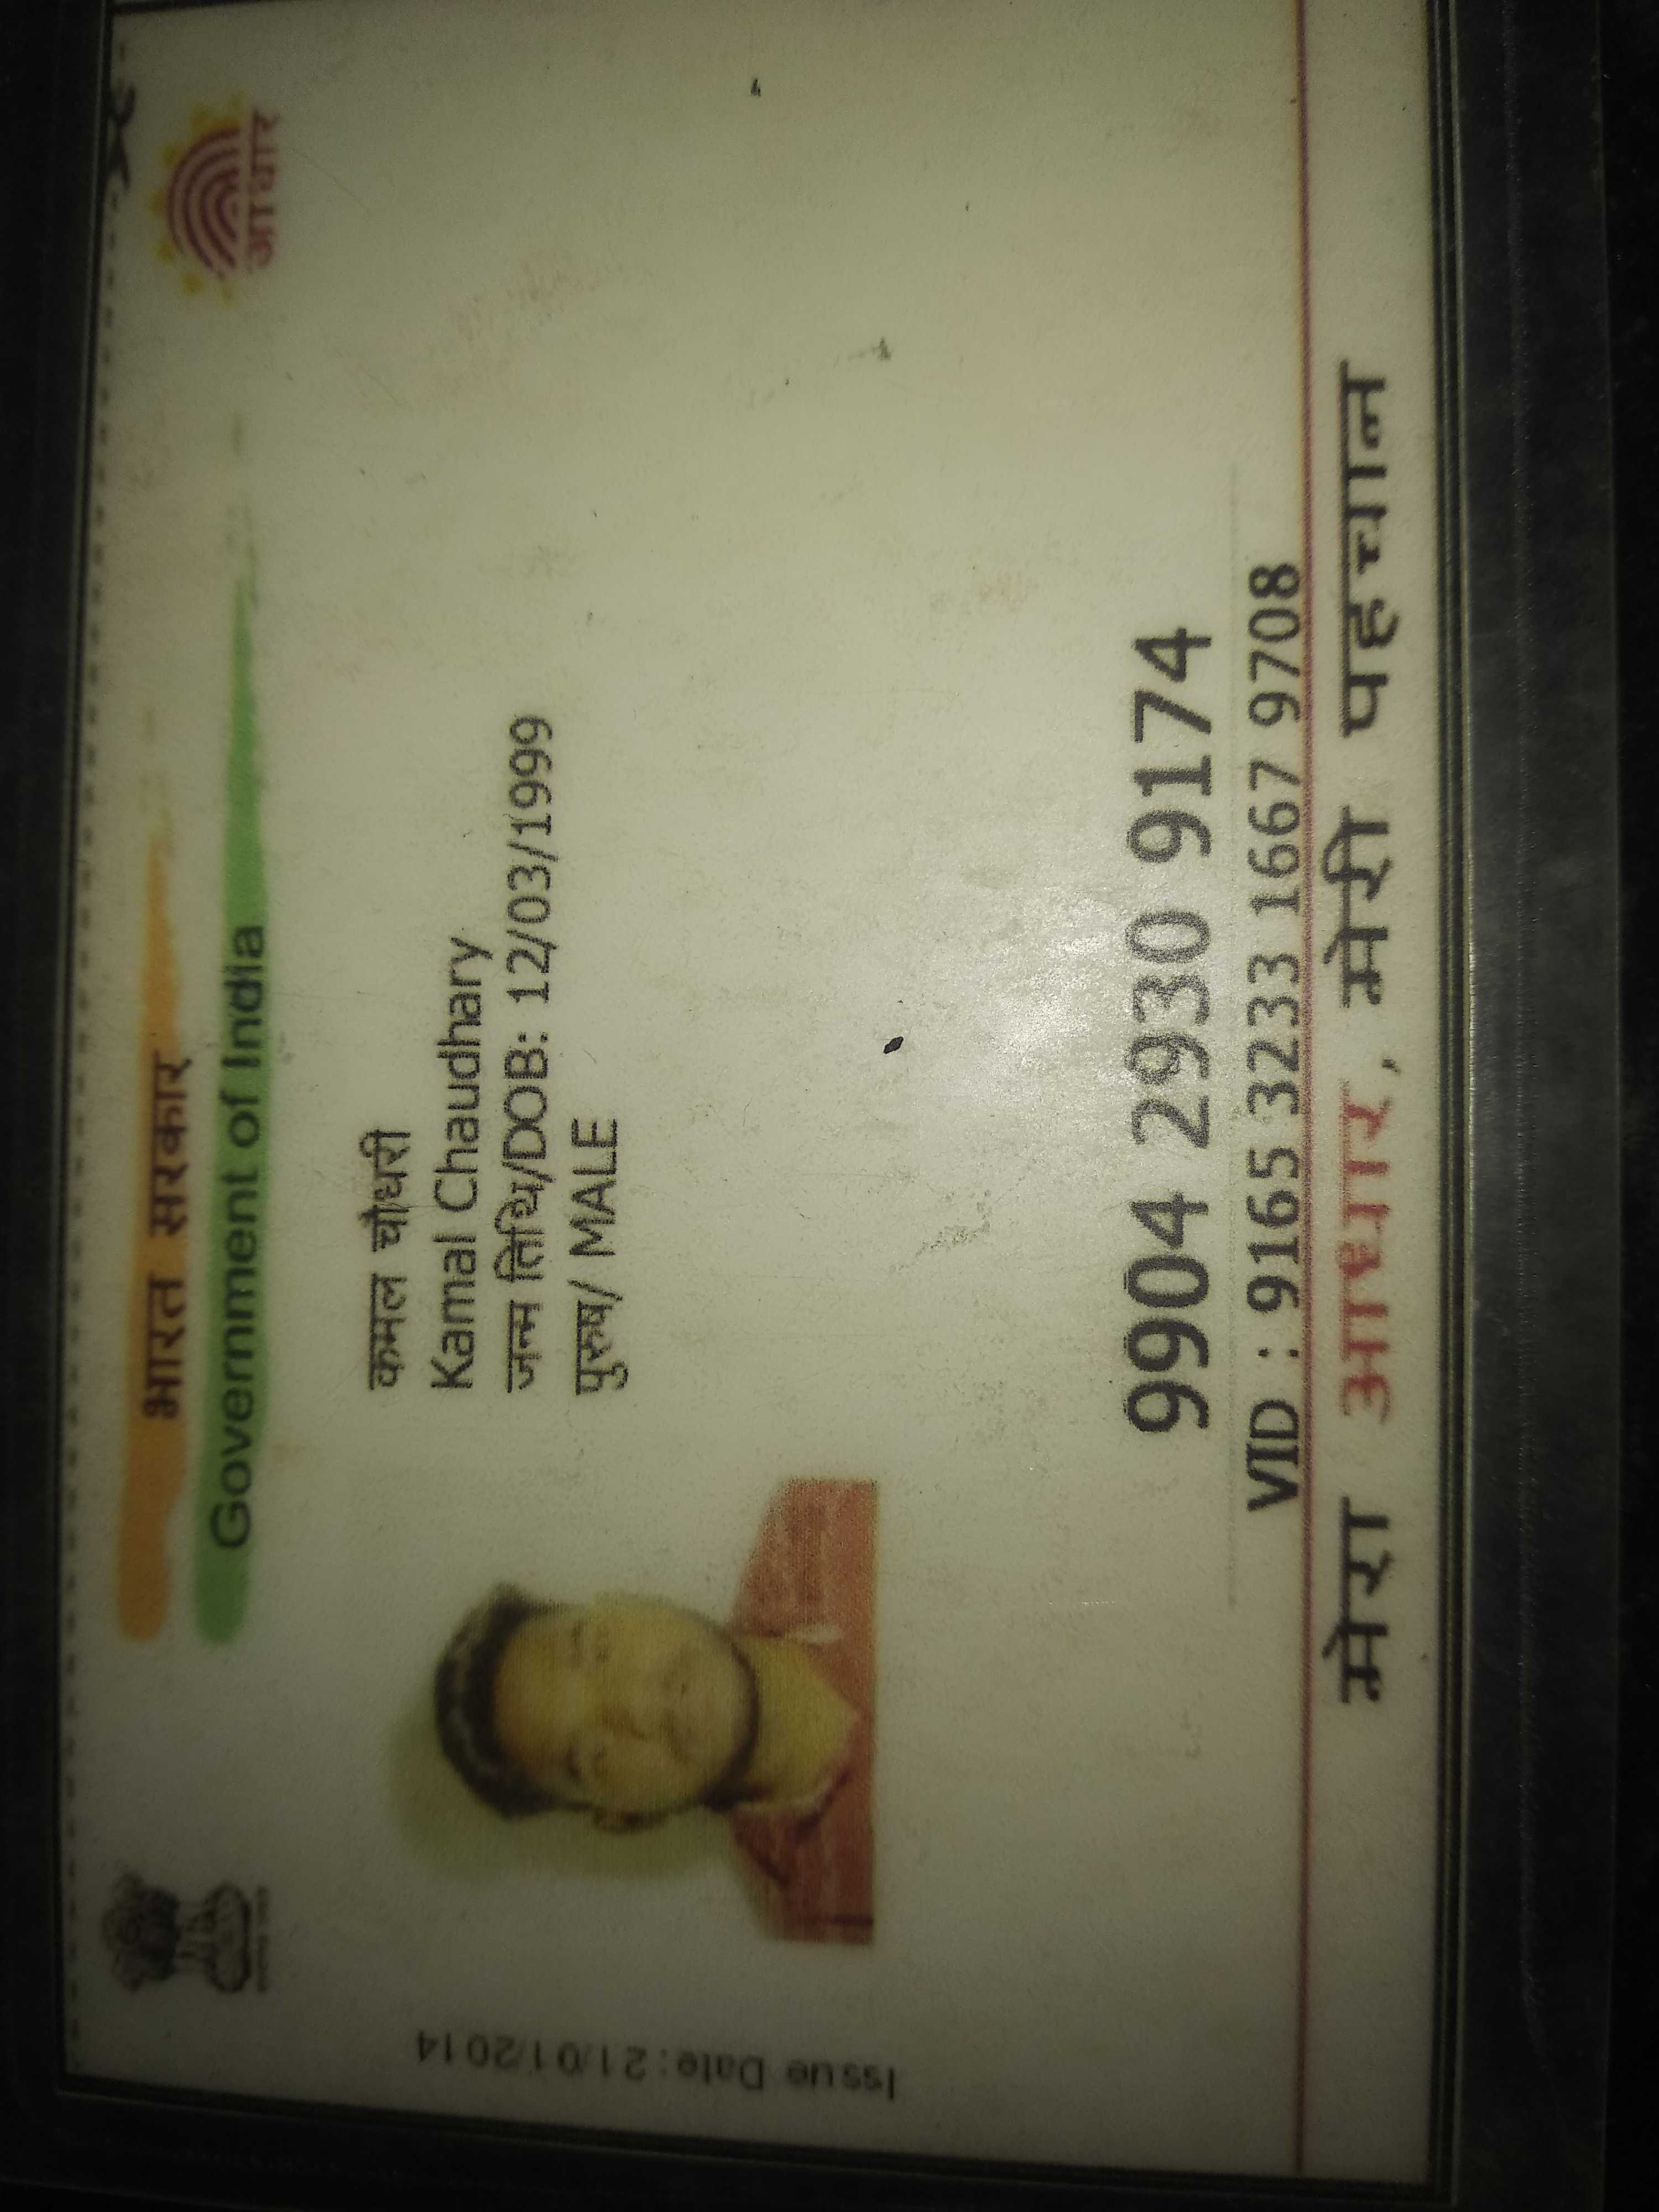 भारत सरकार
Government of India
आधार
Issue Date: 21/01/2014
कमल चौधरी
Kamal Chaudhary
जन्म तिथि/DOB: 12/03/1999
पुरुष/ MALE
9904 2930 9174
VID : 9165 3233 1667 9708
मेरा आधार, मेरी पहचान